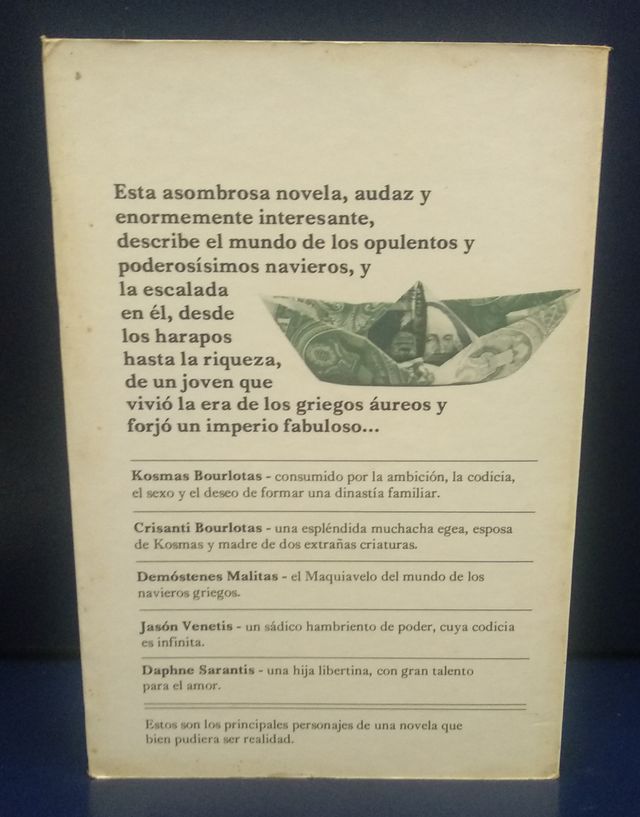 Esta asombrosa novela, audaz y
enormemente interesante,
describe el mundo de los opulentos y
poderosísimos navieros, y
la escalada
en él, desde
los harapos
hasta la riqueza,
de un joven que
vivió la era de los griegos áureos y
forjó un imperio fabuloso...
Kosmas Bourlotas - consumido por la ambición, la codicia,
el sexo y el deseo de formar una dinastía familiar.
Crisanti Bourlotas - una espléndida muchacha egea, esposa
de Kosmas y madre de dos extrañas criaturas.
Demóstenes Malitas - el Maquiavelo del mundo de los
navieros griegos.
Jasón Venetis - un sádico hambriento de poder, cuya codicia
es infinita.
Daphne Sarantis - una hija libertina, con gran talento
para el amor.
Estos son los principales personajes de una novela que
bien pudiera ser realidad.